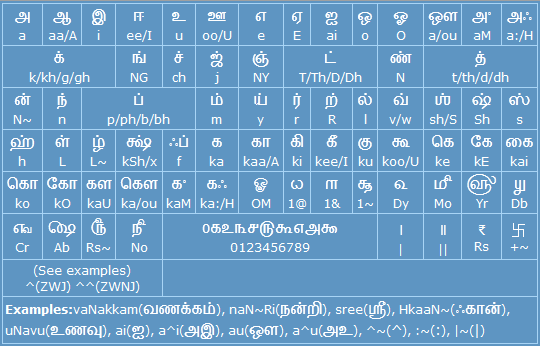 அ ஆ இ ஈ உ ஊ எ ஏ ஐ ஒ ஓ ஔ அஂ அஃ
a aa/A i ee/I u oo/U e E ai o O a/ou aM a:/H
க் ங் ச் ஜ் ஞ் ட் ண் த்
k/kh/g/gh NG ch j NY T/Th/D/Dh N t/th/d/dh
ன் ந் ப் ம் ய் ர் ற் ல் வ் ஶ் ஷ் ஸ்
N~ n p/ph/b/bh m y r R l v/w sh/S Sh s
ஹ் ள் ழ் க்ஷ் ஃப் க கா கி கீ கு கூ கெ கே கை
h L L~ kSh/x f ka kaa/A ki kee/I ku koo/U ke kE kai
கொ கோ கௌ கௌ கஂ கஃ ௐ ௰ ௱ ௲ ௳ ௴ ௵ ௶
ko kO kaU ka/ou kaM ka:/H OM 1@ 1& 1~ Dy Mo Yr Db
௷ ௸ ௹ ௺ ௦௧௨௩௪௫௬௭௮௯ । ॥ ₹ 卐
Cr Ab Rs~ No 0123456789 | || Rs +~
(See examples)
^(ZWJ) ^^(ZWNJ)
Examples:vaNakkam(வணக்கம்), naN~Ri(நன்றி), sree(ஸ்ரீ), HkaaN~(ஃகான்),
uNavu(உணவு), ai(ஐ), a^i(அஇ), au(ஔ), a^u(அஉ), ^~(^), :~(:), |~(|)